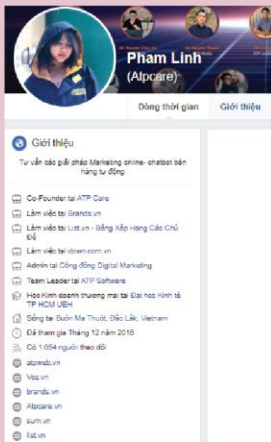 Pham Linh
(Atpcare)
Dòng thời gian
Giới thiệu
Giới thiệu
Tư vấn các giải pháp Marketing online- chatbot bán
hàng tự động
Co-Founder tại ATP Care
Làm việc tại Brands.vn
Làm việc tại List.vn - Bảng Xếp Hạng Các Chủ
Đề
Làm việc tại down.com.vn
Admin tại Cộng đồng Digital Marketing
Team Leader tại ATP Software
Học Kinh doanh thương mại tại Đại học Kinh tế
TP HCM UEH
Sống tại Buôn Ma Thuột, Đắc Lắk, Vietnam
Đã tham gia Tháng 12 năm 2016
Có 1.654 người theo dõi
atpweb.vn
Voz.vn
brands.vn
Atpcare.vn
sum.vn
list.vn